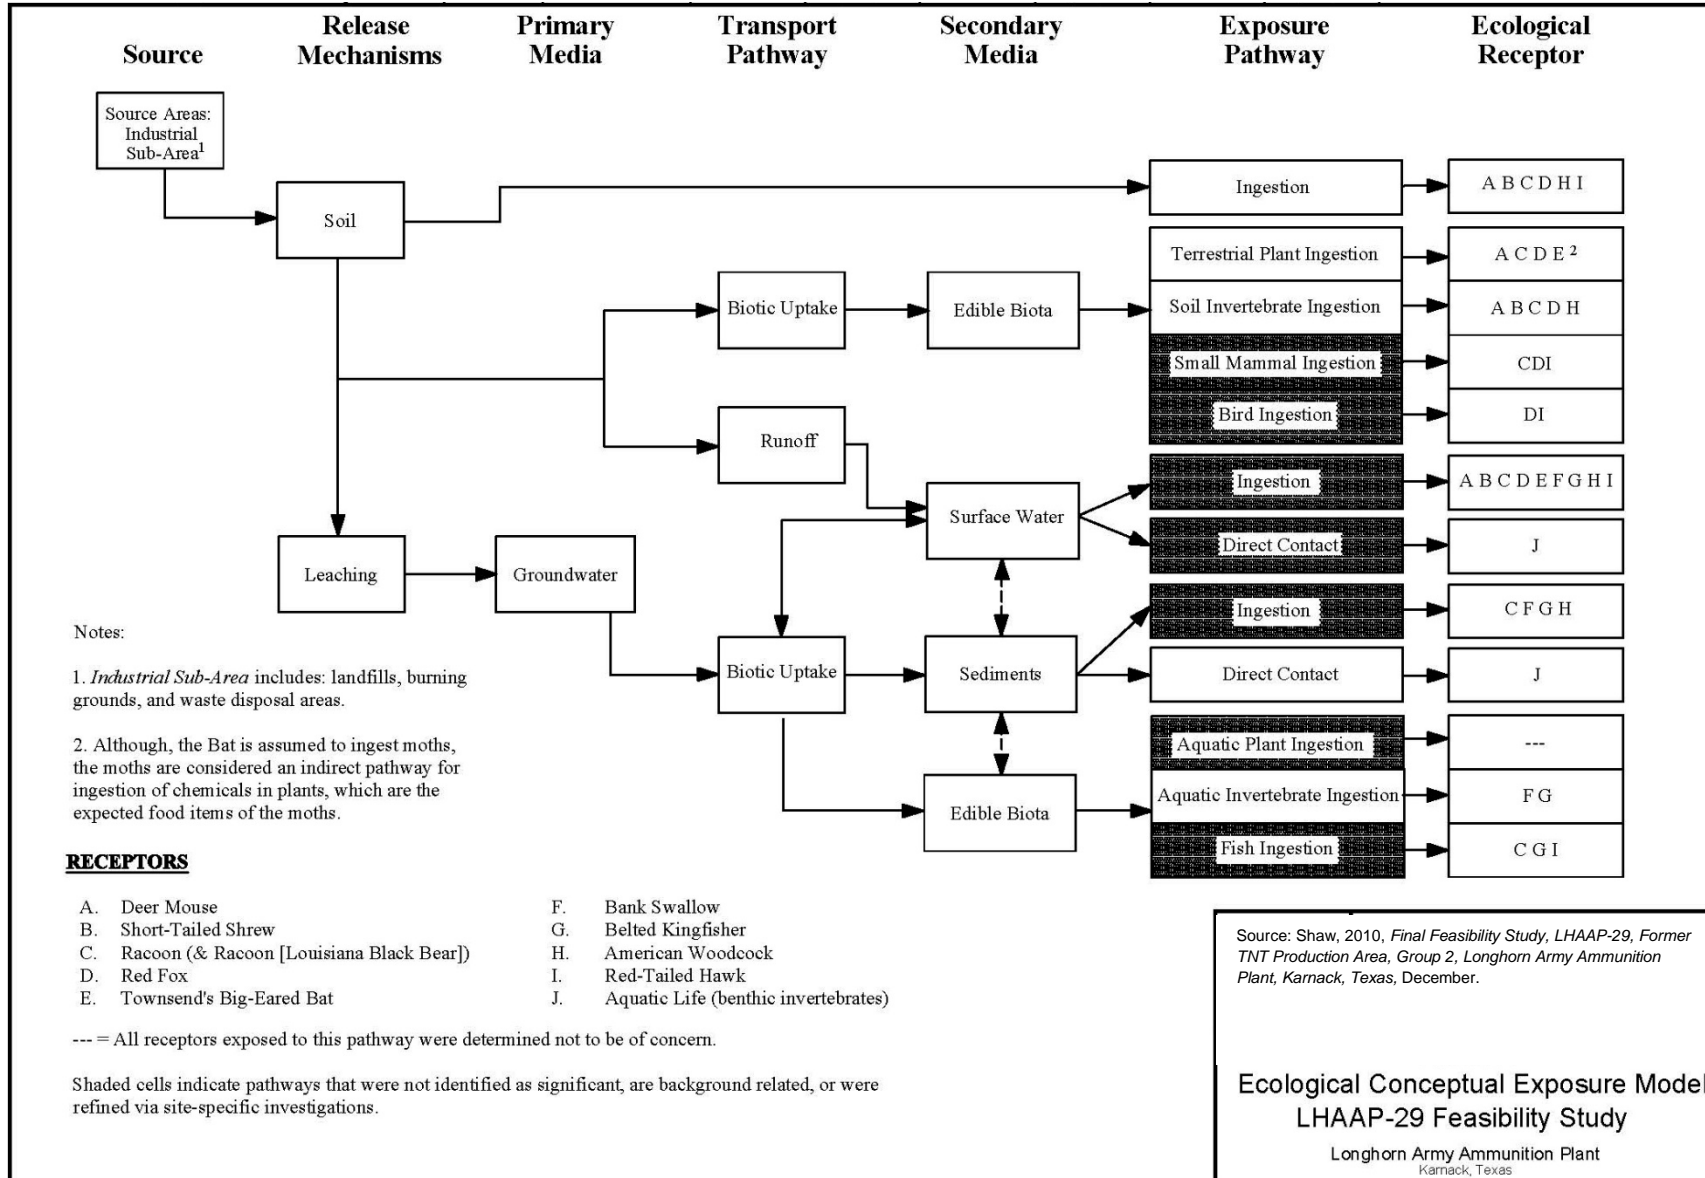 Source
Release
Mechanisms
Primary
Media
Transport
Pathway
Secondary
Media
Exposure
Pathway
Ecological
Receptor
Source Areas:
Industrial
Sub-Area1
Soil
Ingestion
A B C D H I
Terrestrial Plant Ingestion
A C D E 2
Biotic Uptake
Edible Biota
Soil Invertebrate Ingestion
A B C D H
Small Mammal Ingestion
CDI
Bird Ingestion
DI
Runoff
Ingestion
A B C D E F G H I
Surface Water
Direct Contact
J
Leaching
Groundwater
Ingestion
C F G H
Biotic Uptake
Sediments
Direct Contact
J
Aquatic Plant Ingestion
---
Edible Biota
Aquatic Invertebrate Ingestion
F G
Fish Ingestion
C G I
Notes:
1. Industrial Sub-Area includes: landfills, burning
grounds, and waste disposal areas.
2. Although, the Bat is assumed to ingest moths,
the moths are considered an indirect pathway for
ingestion of chemicals in plants, which are the
expected food items of the moths.
RECEPTORS
A. Deer Mouse
B. Short-Tailed Shrew
C. Racoon (& Racoon [Louisiana Black Bear])
D. Red Fox
E. Townsend's Big-Eared Bat
F. Bank Swallow
G. Belted Kingfisher
H. American Woodcock
I. Red-Tailed Hawk
J. Aquatic Life (benthic invertebrates)
--- = All receptors exposed to this pathway were determined not to be of concern.
Shaded cells indicate pathways that were not identified as significant, are background related, or were
refined via site-specific investigations.
Source: Shaw, 2010, Final Feasibility Study, LHAAP-29, Former
TNT Production Area, Group 2, Longhorn Army Ammunition
Plant, Karnack, Texas, December.
Ecological Conceptual Exposure Model
LHAAP-29 Feasibility Study
Longhorn Army Ammunition Plant
Karnack, Texas